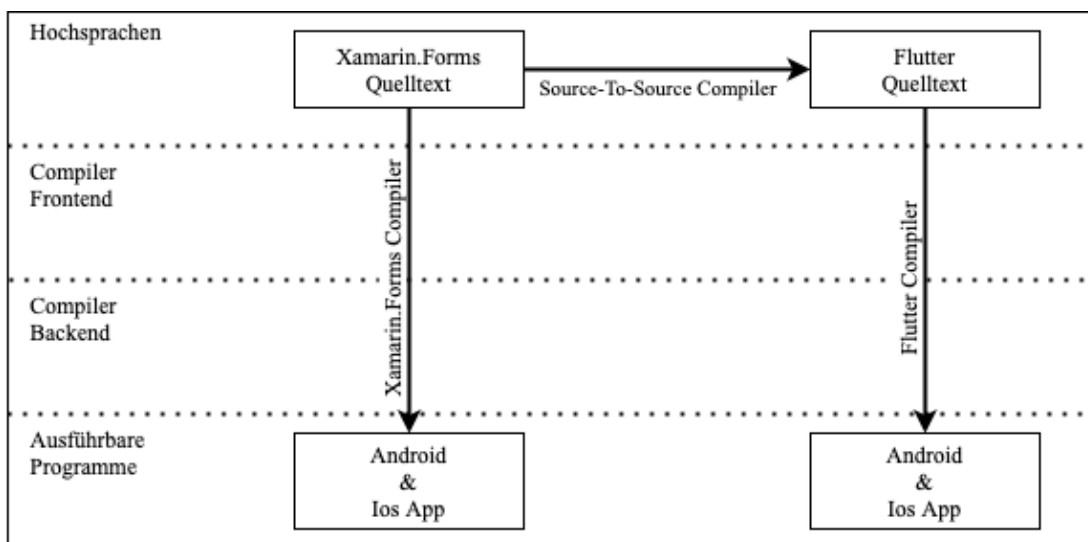 Hochsprachen
Xamarin.Forms
Quelltext
Source-To-Source Compiler
Flutter
Quelltext
Compiler
Frontend
Xamarin.Forms Compiler
Flutter Compiler
Compiler
Backend
Ausführbare
Programme
Android
&
Ios App
Android
&
Ios App